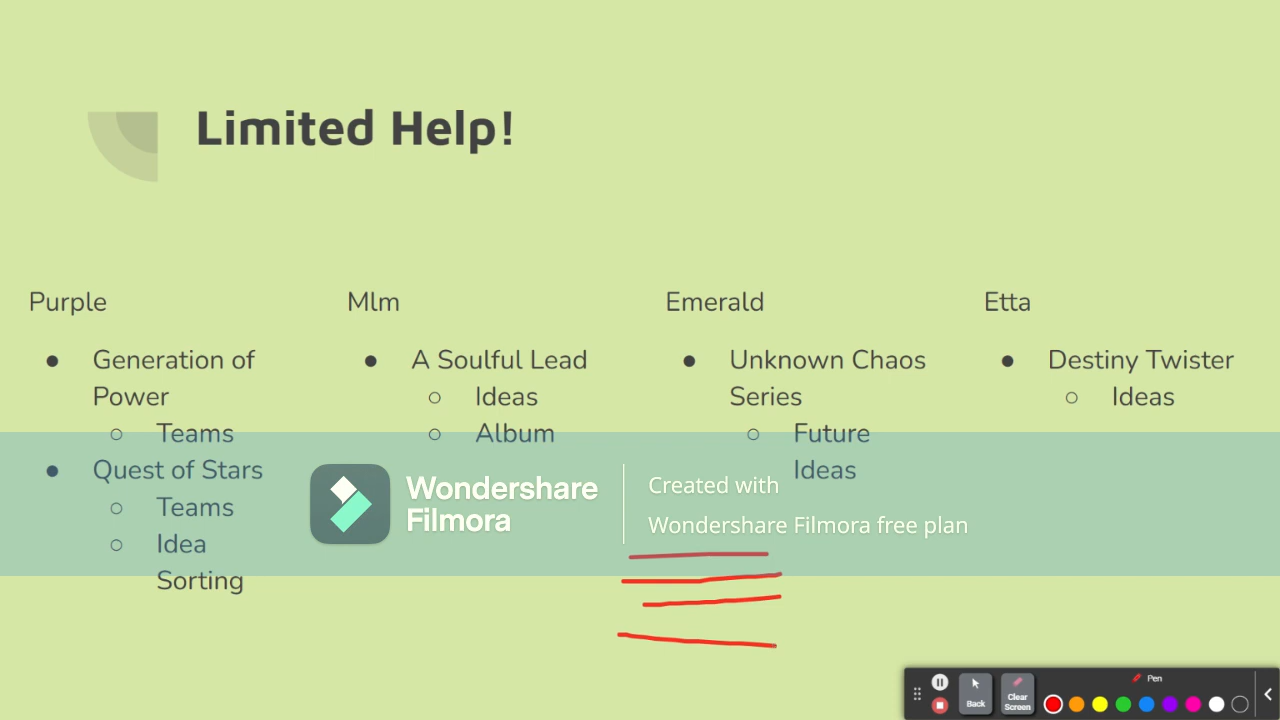 Limited Help!
Purple
● Generation of
Power
○ Teams
● Quest of Stars
○ Teams
○ Idea
Sorting
Mlm
● A Soulful Lead
○ Ideas
○ Album
Emerald
● Unknown Chaos
Series
○ Future
Ideas
Etta
● Destiny Twister
○ Ideas
Wondershare
Filmora
Created with
Wondershare Filmora free plan
Back
Clear
Screen
Pen